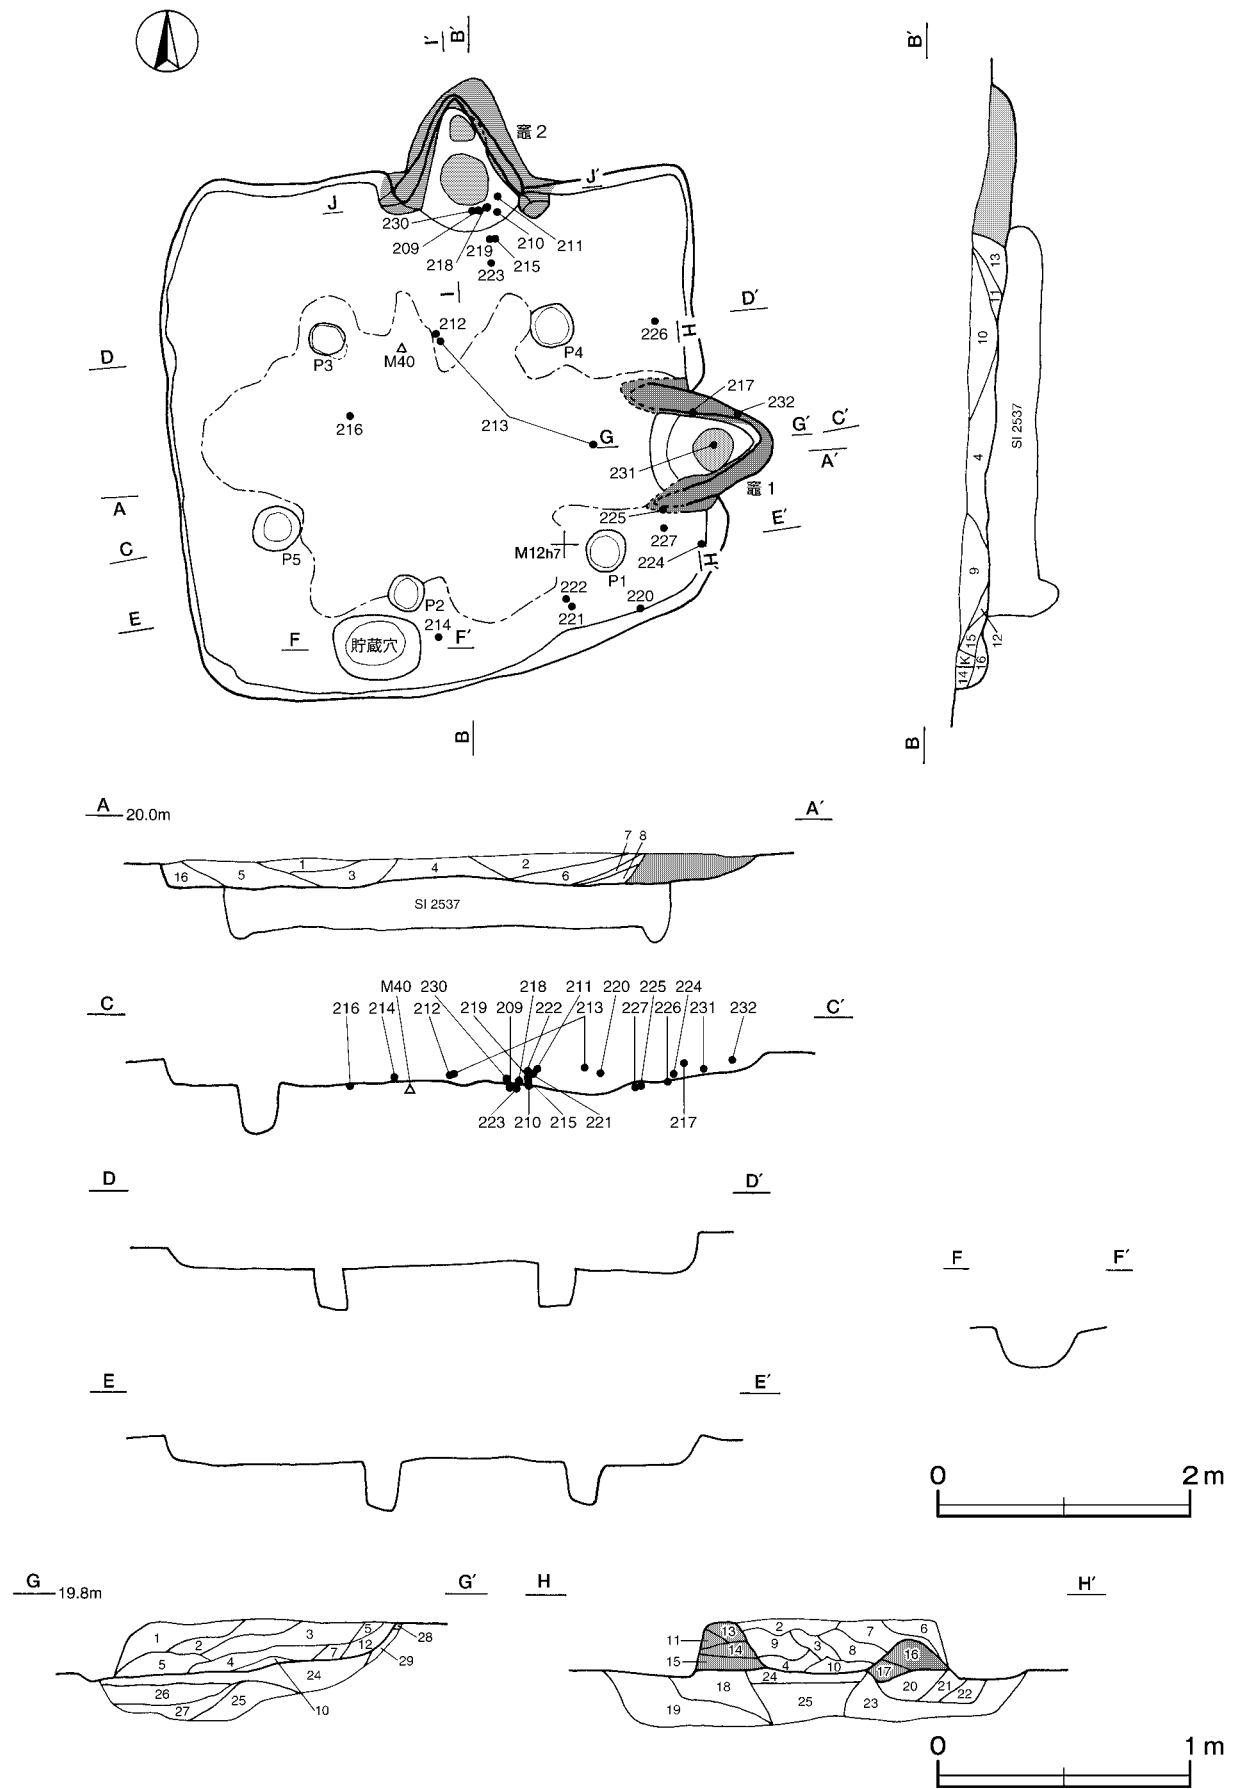 I′ B′
B′
竈 2
J′
J
230
209
218
219
223
210
215
211
I
D′
226
H
212
P3
M40
P4
D
217
232
213
216
G
G′
C′
A′
231
竈 1
A
225
E′
C
P5
M12h7
227
224
H′
P1
222
220
P2
221
E
214
F
貯蔵穴
F′
B
B
13
11
10
4
SI 2537
9
15
12
K
16
14
A
20.0m
A′
7 8
1
2
16
5
3
4
6
SI 2537
C
M40 230 218 211 225 224
C′
216 214 212 219 209 222 213 220 227 226 231 232
223 210 215 221 217
D
D′
F
F′
E
E′
0 2 m
G
19.8m
G′
H
H′
1
2
3
5
28
5
4
7
12
29
26
24
27
25
10
13
2
7
6
11
9
3
8
14
16
15
4
10
17
24
18
20
21
22
19
25
23
0 1 m